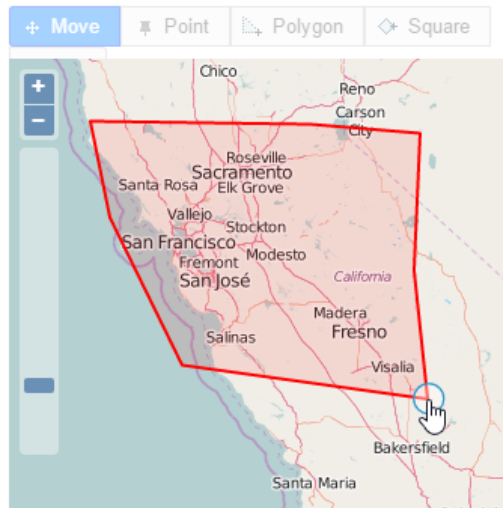 Move Point Polygon Square
+
−
Chico
Reno
Carson
City
Roseville
Sacramento
Santa Rosa
Elk Grove
Vallejo
Stockton
San Francisco
Modesto
Fremont
San José
California
Madera
Fresno
Salinas
Visalia
Bakersfield
Santa Maria